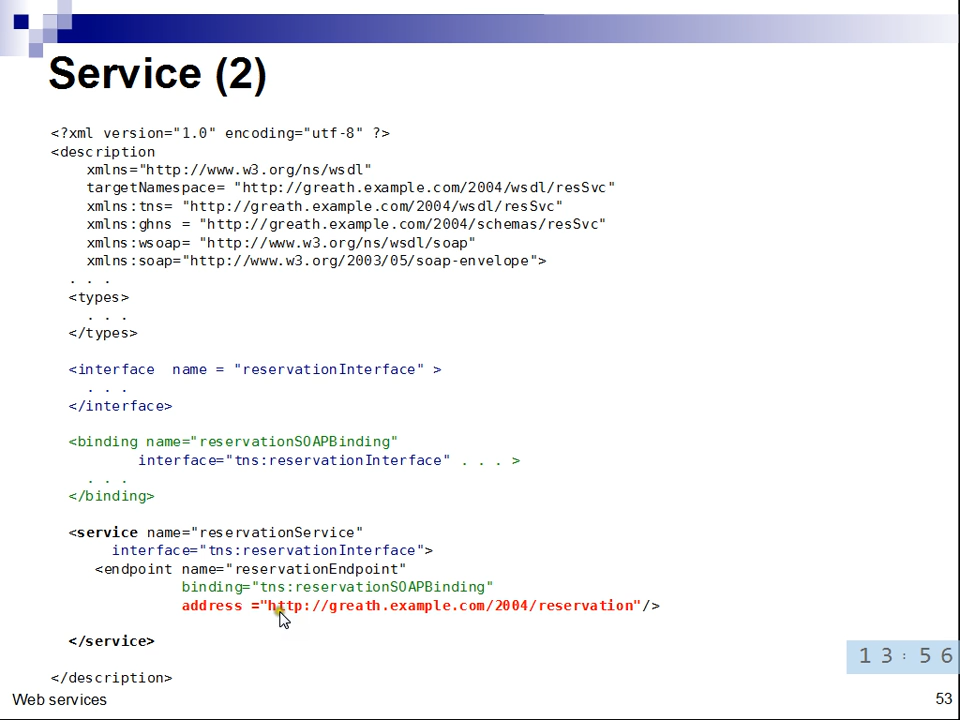 Service (2)
<?xml version="1.0" encoding="utf-8" ?>
<description
xmlns="http://www.w3.org/ns/wsdl"
targetNamespace= "http://greath.example.com/2004/wsdl/resSvc"
xmlns:tns= "http://greath.example.com/2004/wsdl/resSvc"
xmlns:ghns = "http://greath.example.com/2004/schemas/resSvc"
xmlns:wsoap= "http://www.w3.org/ns/wsdl/soap"
xmlns:soap="http://www.w3.org/2003/05/soap-envelope">
. . .
<types>
. . .
</types>
<interface  name = "reservationInterface" >
. . .
</interface>
<binding name="reservationSOAPBinding"
interface="tns:reservationInterface" . . . >
. . .
</binding>
<service name="reservationService"
interface="tns:reservationInterface">
<endpoint name="reservationEndpoint"
binding="tns:reservationSOAPBinding"
address ="http://greath.example.com/2004/reservation"/>
</service>
</description>
13:56
Web services
53